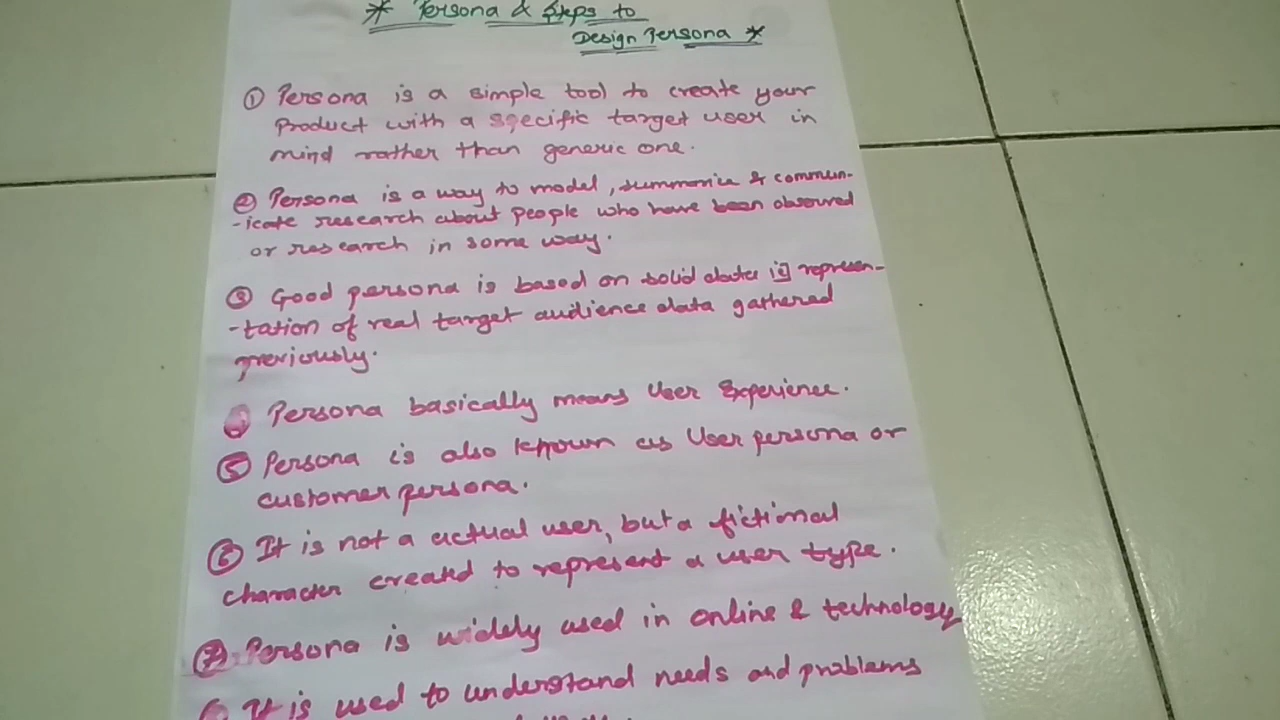 * Persona & Steps to
Design Persona *
① Persona is a simple tool to create your
Product with a specific target user in
mind rather than generic one.
② Persona is a way to model, summarize & commun-
-icate research about people who have been observed
or research in some way.
③ Good persona is based on solid data ie] represen-
-tation of real target audience data gathered
previously.
Persona basically means User Experience.
⑤ Persona is also known as User persona or
customer persona.
⑥ It is not a actual user, but a fictional
character created to represent a user type.
⑦ Persona is widely used in online & technology
It is used to understand needs and problems